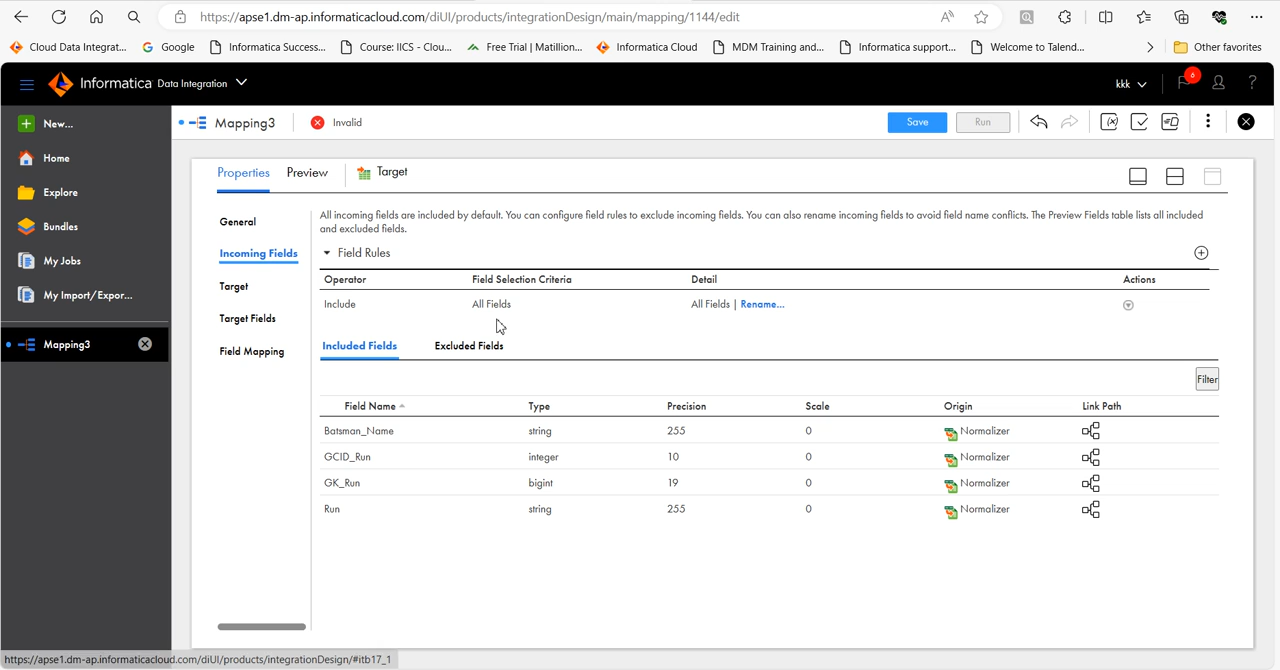 https://apse1.dm-ap.informaticacloud.com/diUI/products/integrationDesign/main/mapping/1144/edit
Cloud Data Integrat... Google Informatica Success... Course: IICS - Clou... Free Trial | Matillion... Informatica Cloud MDM Training and... Informatica support... Welcome to Talend... Other favorites
Informatica Data Integration kkk 6 ?
New... Mapping3 Invalid Save Run
Home
Explore
Bundles
My Jobs
My Import/Expor...
Mapping3
Properties Preview Target
General
Incoming Fields
Target
Target Fields
Field Mapping
All incoming fields are included by default. You can configure field rules to exclude incoming fields. You can also rename incoming fields to avoid field name conflicts. The Preview Fields table lists all included
and excluded fields.
Field Rules
Operator Field Selection Criteria Detail Actions
Include All Fields All Fields | Rename...
Included Fields Excluded Fields
Filter
Field Name Type Precision Scale Origin Link Path
Batsman_Name string 255 0 Normalizer
GCID_Run integer 10 0 Normalizer
GK_Run bigint 19 0 Normalizer
Run string 255 0 Normalizer
https://apse1.dm-ap.informaticacloud.com/diUI/products/integrationDesign/#itb17_1